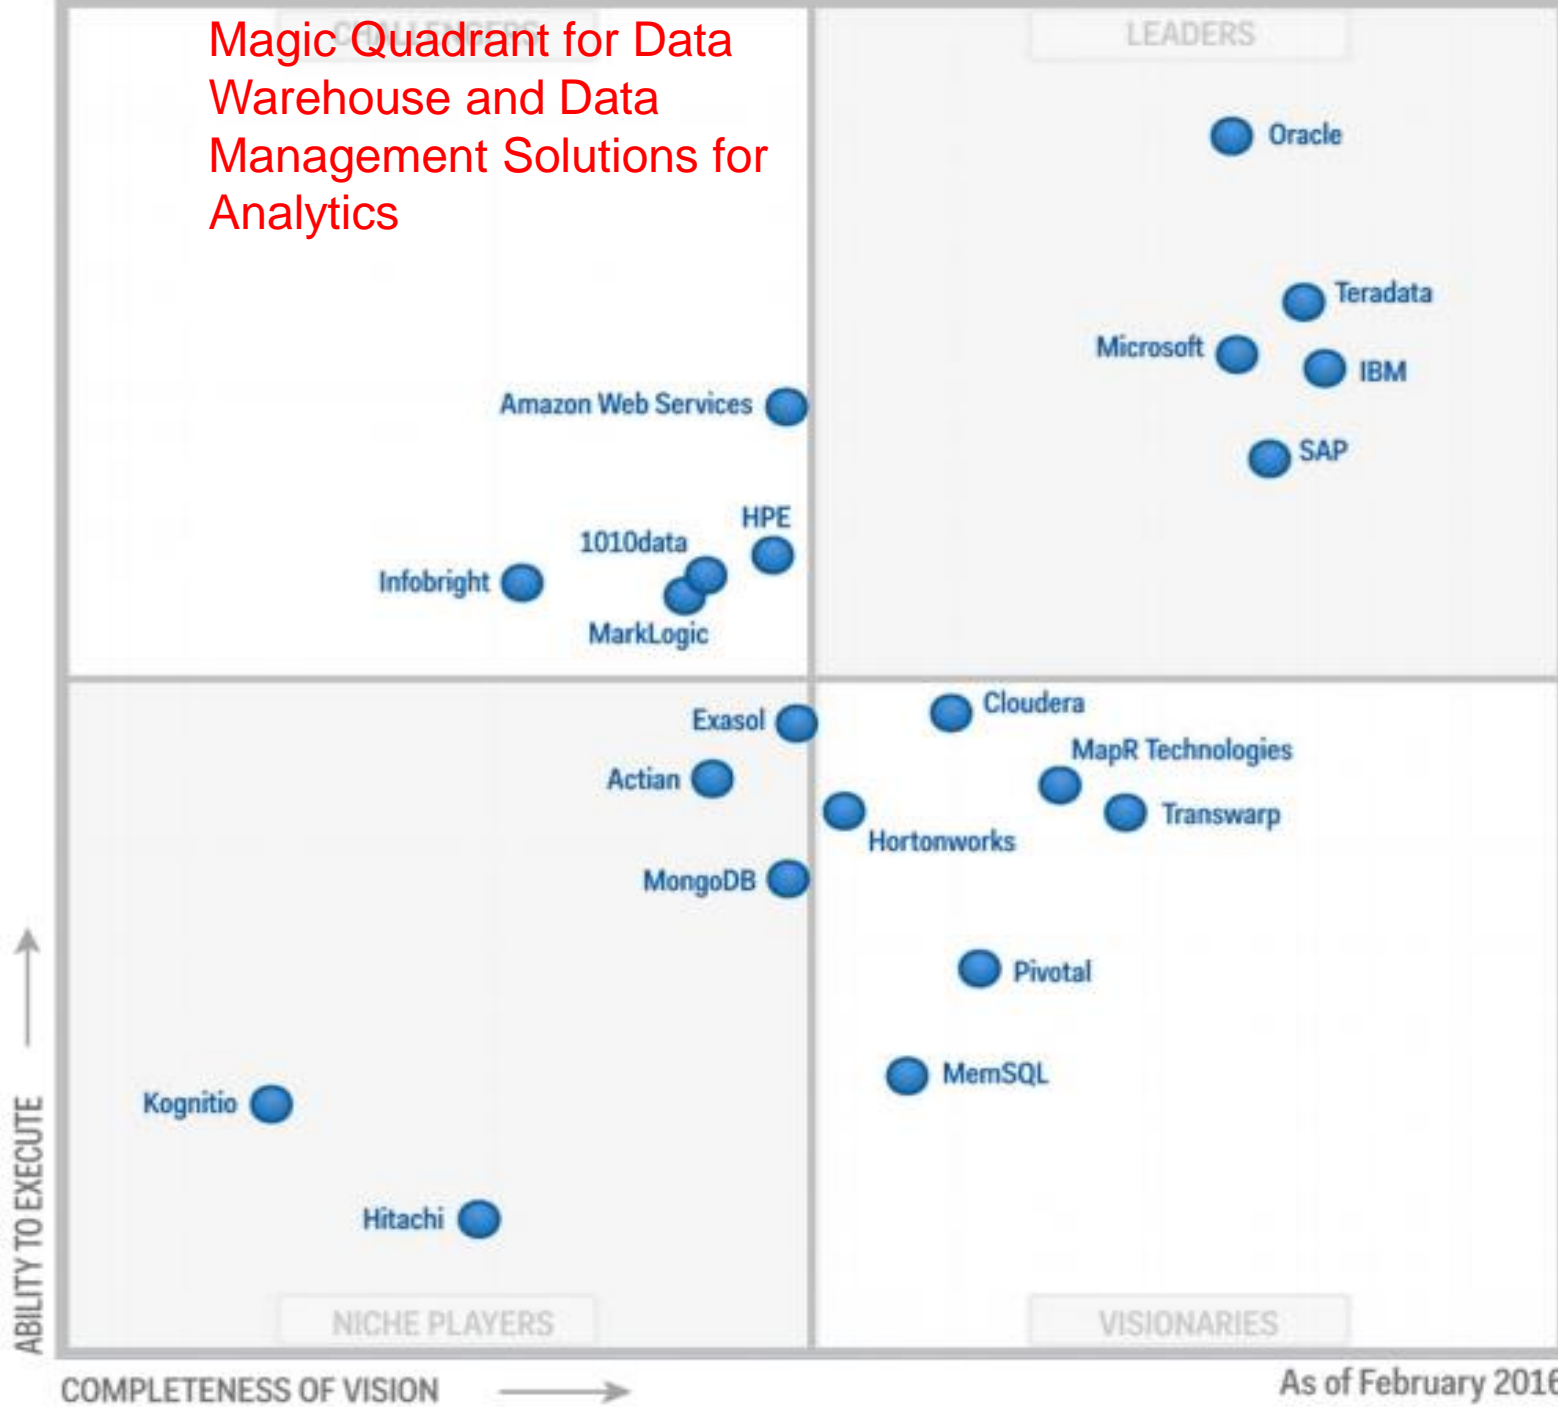 CHALLENGERS
Magic Quadrant for Data
Warehouse and Data
Management Solutions for
Analytics
LEADERS
Oracle
Teradata
Microsoft
IBM
Amazon Web Services
SAP
HPE
1010data
Infobright
MarkLogic
Cloudera
Exasol
MapR Technologies
Actian
Transwarp
Hortonworks
MongoDB
Pivotal
MemSQL
Kognitio
Hitachi
ABILITY TO EXECUTE
NICHE PLAYERS
VISIONARIES
COMPLETENESS OF VISION
As of February 2016